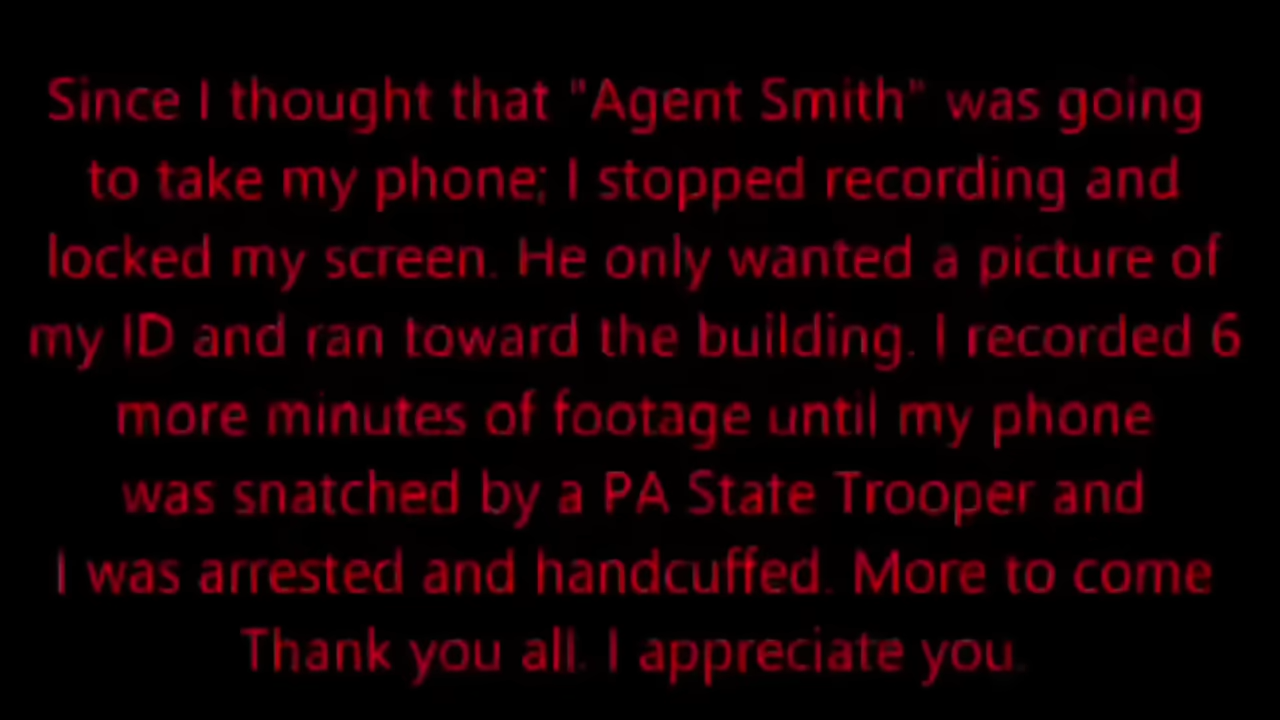 Since I thought that "Agent Smith" was going
to take my phone; I stopped recording and
locked my screen. He only wanted a picture of
my ID and ran toward the building. I recorded 6
more minutes of footage until my phone
was snatched by a PA State Trooper and
I was arrested and handcuffed. More to come
Thank you all. I appreciate you.